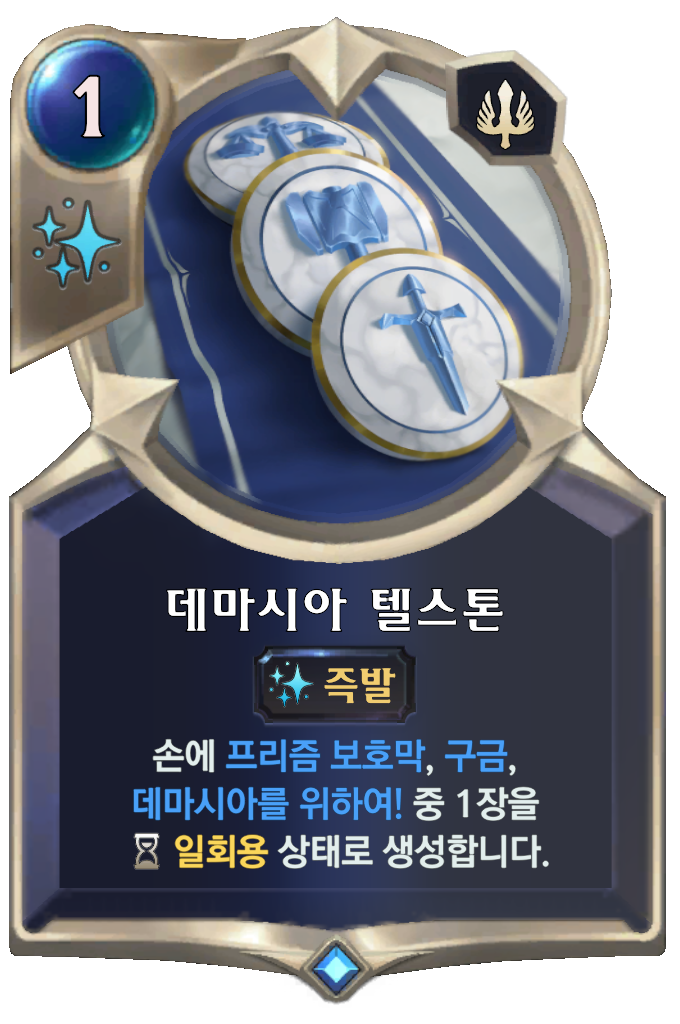 1
데마시아 텔스톤
즉발
손에 프리즘 보호막, 구금,
데마시아를 위하여! 중 1장을
일회용 상태로 생성합니다.